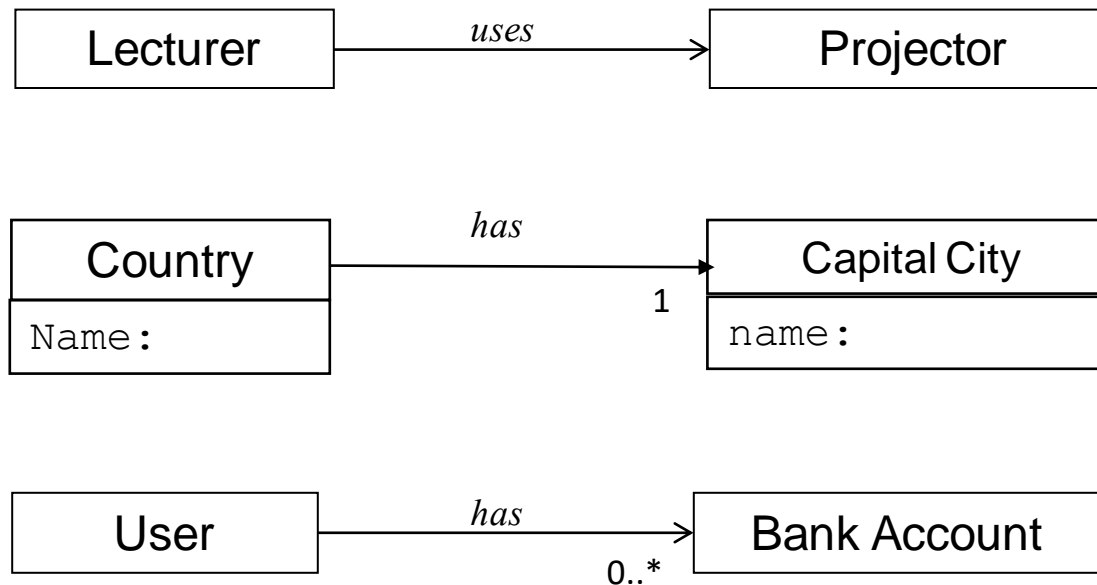 Lecturer uses Projector
Country has Capital City
1
Name: name:
User has Bank Account
0..*